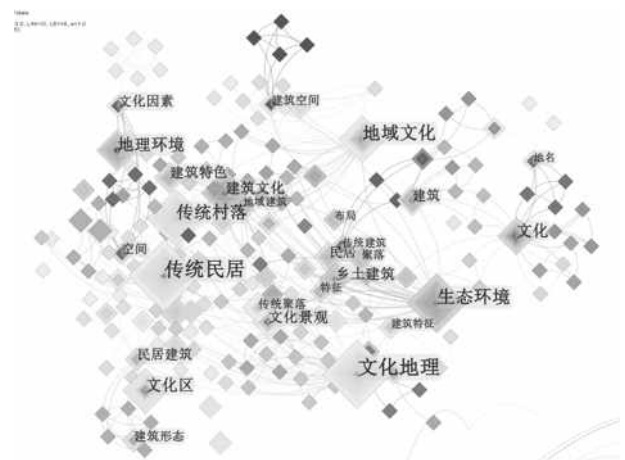 文化因素
建筑空间
地理环境
地域文化
地名
建筑特色
建筑文化
地域建筑
建筑
传统村落
布局
文化
空间
传统建筑
民居
聚落
传统民居
乡土建筑
特征
生态环境
传统聚落
文化景观
建筑特征
民居建筑
文化地理
文化区
建筑形态